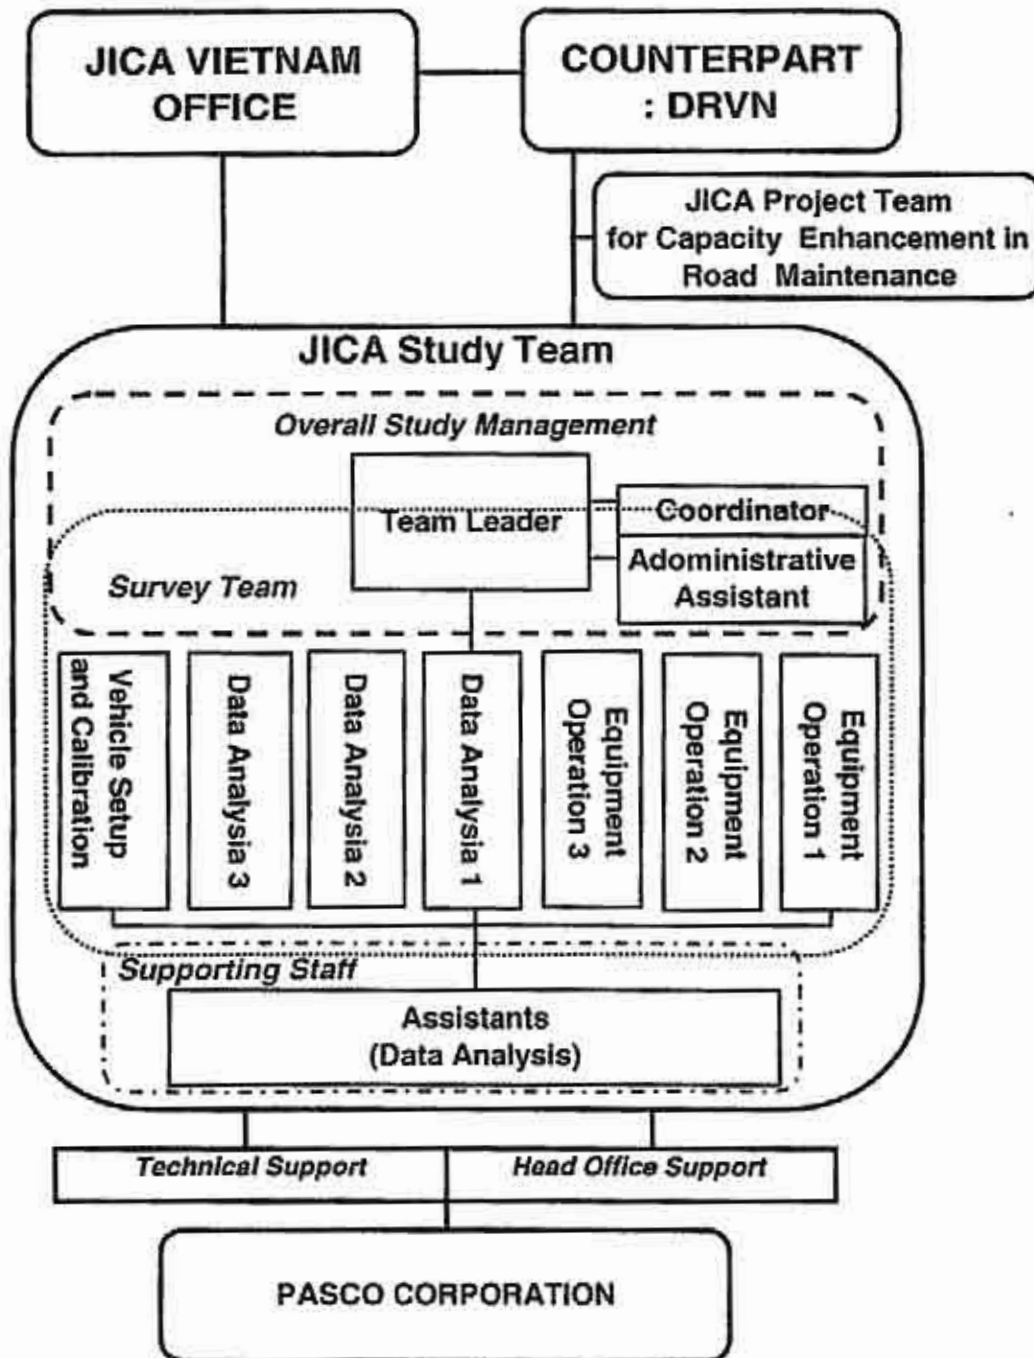 JICA VIETNAM
OFFICE
COUNTERPART
: DRVN
JICA Project Team
for Capacity Enhancement in
Road Maintenance
JICA Study Team
Overall Study Management
Team Leader
Coordinator
Adoministrative
Assistant
Survey Team
Vehicle Setup
and Calibration
Data Analysia 3
Data Analysia 2
Data Analysia 1
Equipment
Operation 3
Equipment
Operation 2
Equipment
Operation 1
Supporting Staff
Assistants
(Data Analysis)
Technical Support
Head Office Support
PASCO CORPORATION